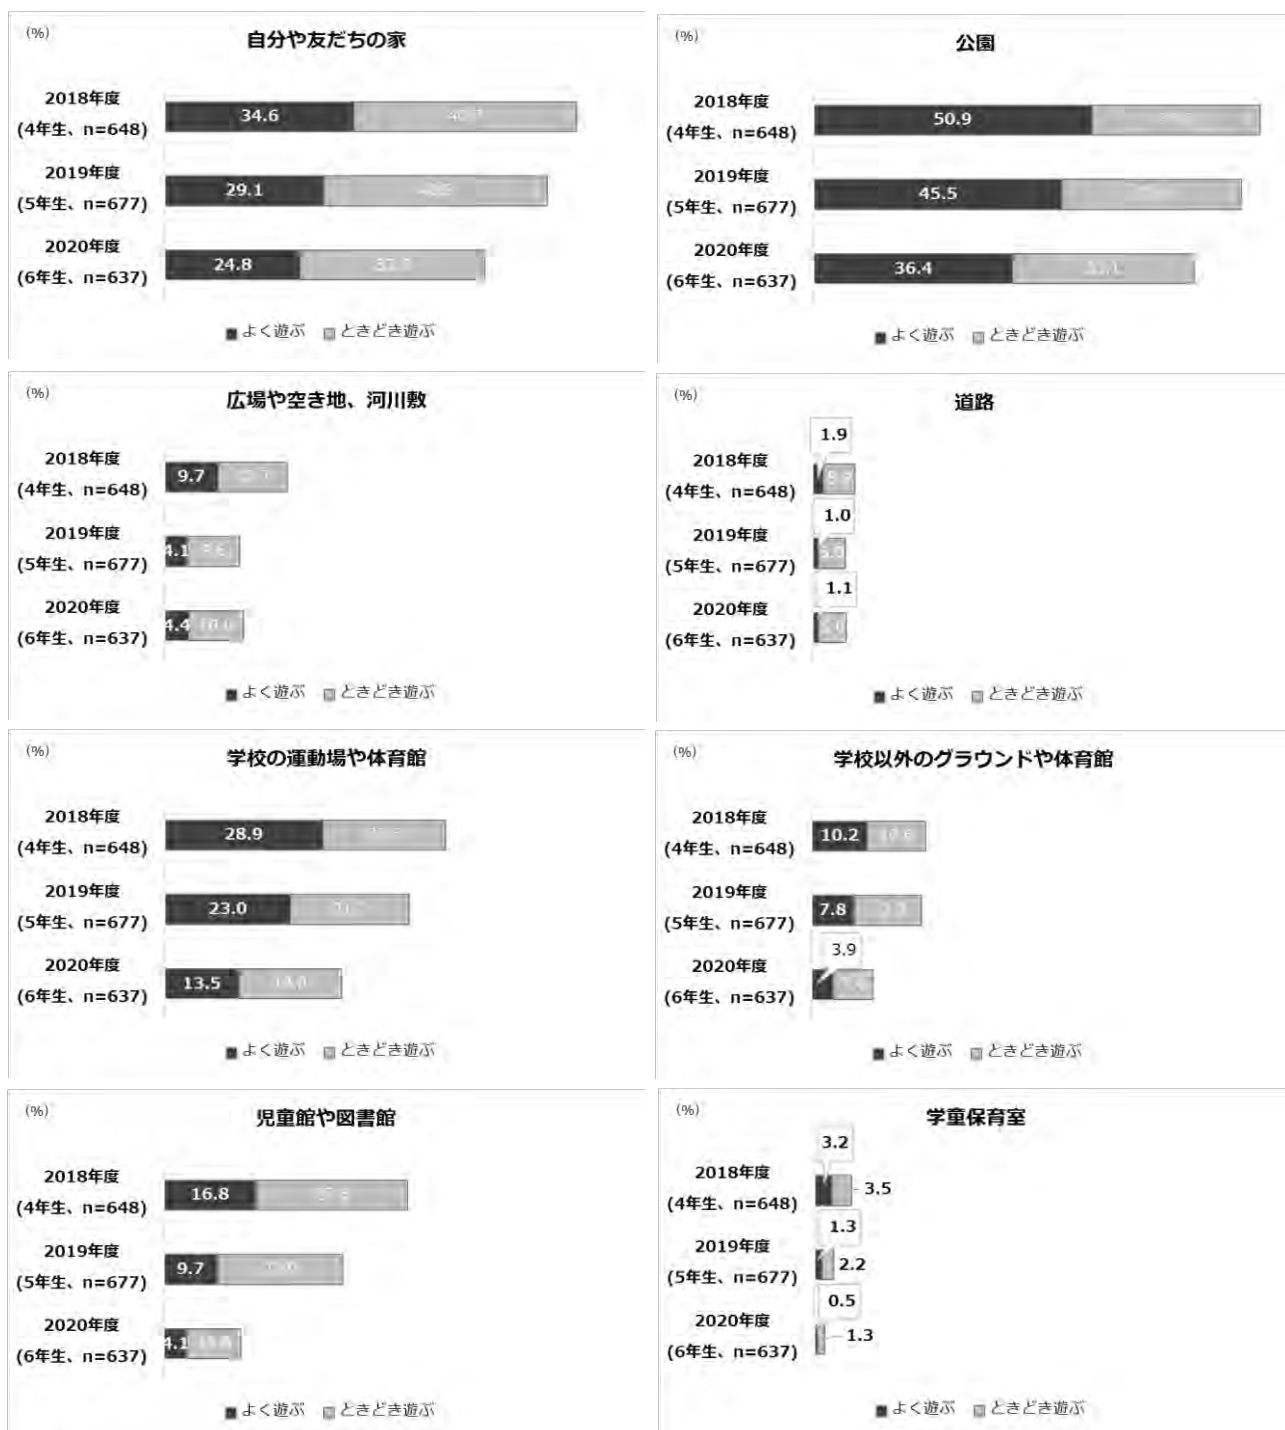 (%)
自分や友だちの家
2018年度
(4年生、n=648)
34.6
2019年度
(5年生、n=677)
29.1
2020年度
(6年生、n=637)
24.8
よく遊ぶ ときどき遊ぶ
(%)
公園
2018年度
(4年生、n=648)
50.9
2019年度
(5年生、n=677)
45.5
2020年度
(6年生、n=637)
36.4
よく遊ぶ ときどき遊ぶ
(%)
広場や空き地、河川敷
2018年度
(4年生、n=648)
9.7
2019年度
(5年生、n=677)
4.1
2020年度
(6年生、n=637)
4.4
よく遊ぶ ときどき遊ぶ
(%)
道路
1.9
2018年度
(4年生、n=648)
1.0
2019年度
(5年生、n=677)
1.1
2020年度
(6年生、n=637)
よく遊ぶ ときどき遊ぶ
(%)
学校の運動場や体育館
2018年度
(4年生、n=648)
28.9
2019年度
(5年生、n=677)
23.0
2020年度
(6年生、n=637)
13.5
よく遊ぶ ときどき遊ぶ
(%)
学校以外のグラウンドや体育館
2018年度
(4年生、n=648)
10.2
2019年度
(5年生、n=677)
7.8
3.9
2020年度
(6年生、n=637)
よく遊ぶ ときどき遊ぶ
(%)
児童館や図書館
2018年度
(4年生、n=648)
16.8
2019年度
(5年生、n=677)
9.7
2020年度
(6年生、n=637)
4.1
よく遊ぶ ときどき遊ぶ
(%)
学童保育室
3.2
2018年度
(4年生、n=648)
3.5
1.3
2019年度
(5年生、n=677)
2.2
0.5
2020年度
(6年生、n=637)
1.3
よく遊ぶ ときどき遊ぶ